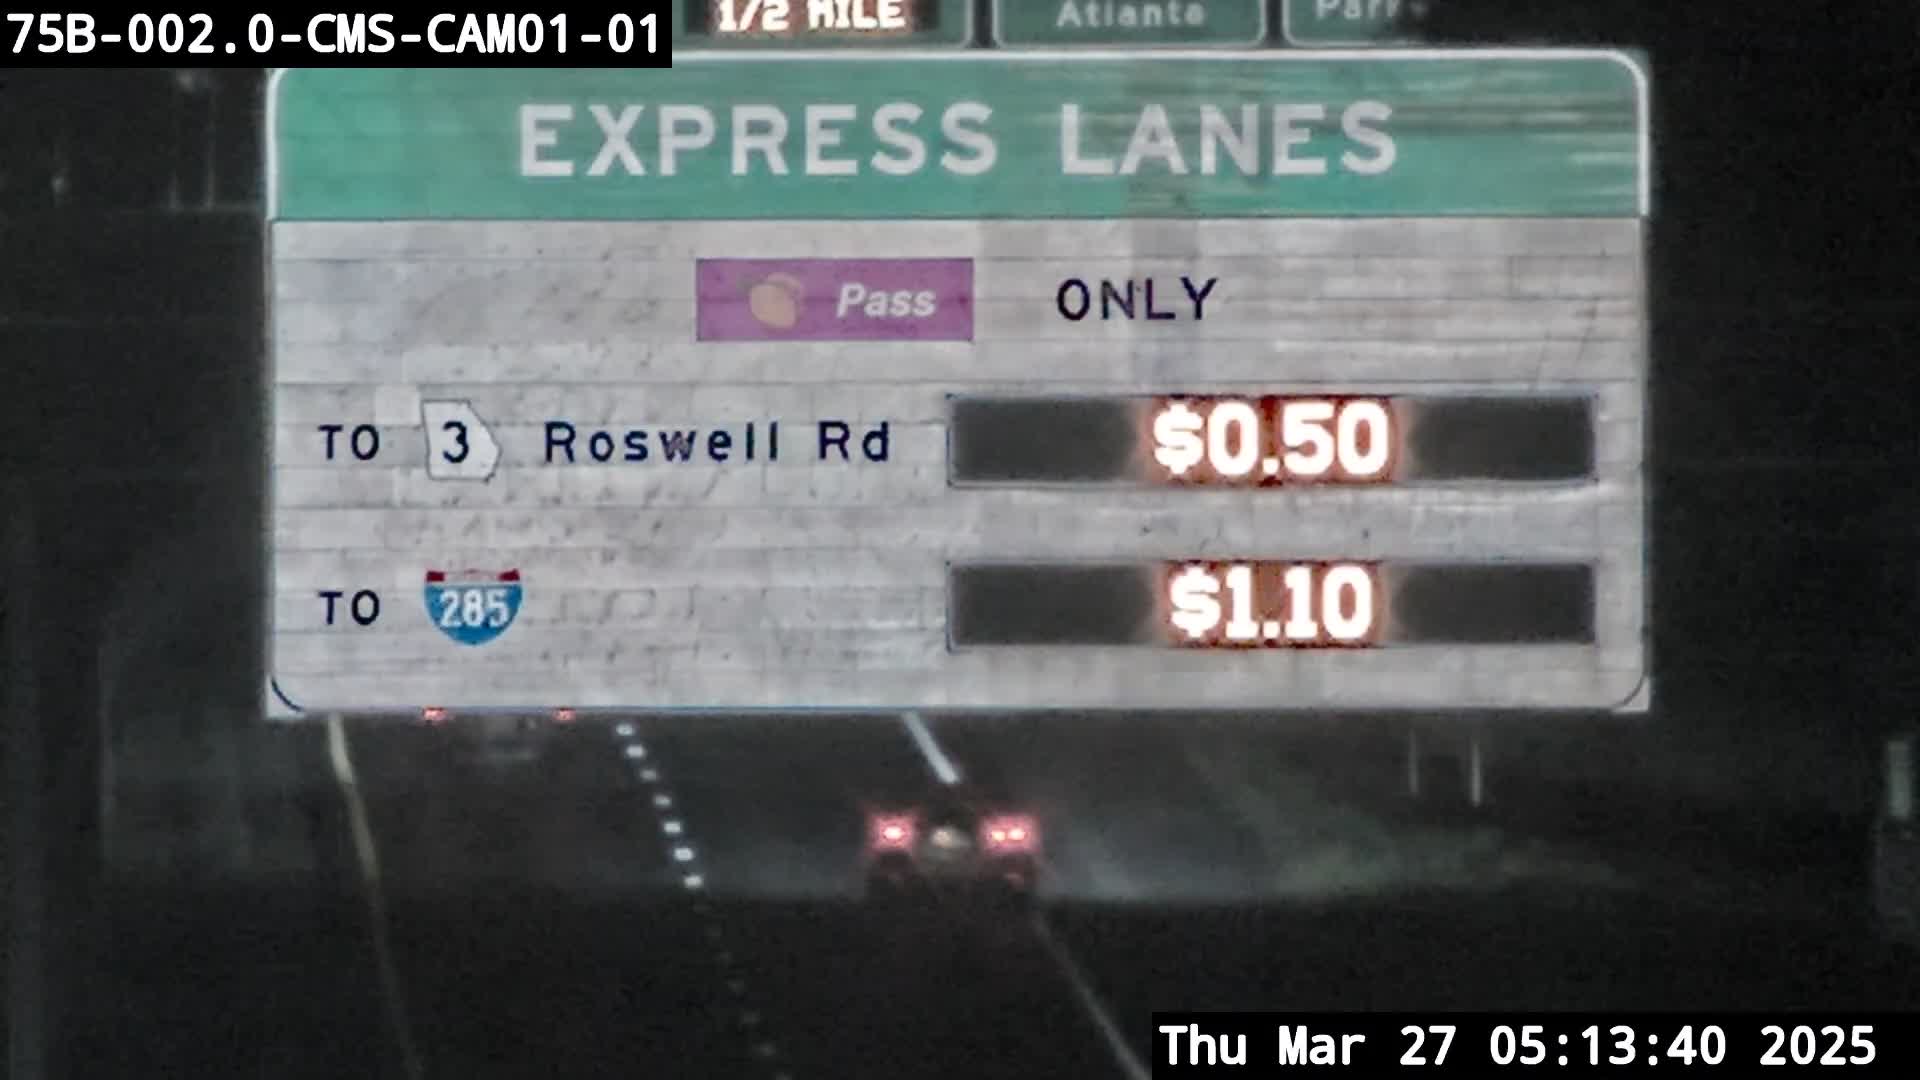 75B-002.0-CMS-CAM01-01
1/2 MILE
Atlanta
EXPRESS LANES
Pass ONLY
TO 3 Roswell Rd $0.50
TO 285 $1.10
Thu Mar 27 05:13:40 2025